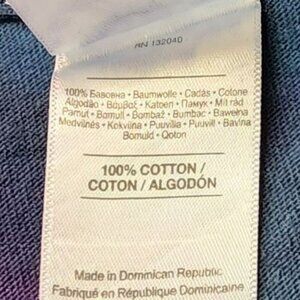 RN 132040
100% Бавовна • Baumwolle • Cadás • Cotone
Algodão • Βαμβάκι • Katoen • Памук • Mit rád
Pamut • Bomull • Bombaž • Bumbac • Bawełna
Medvilnės • Kokvilna • Puuvilla • Puuvill • Bavlna
Bomuld • Qoton
100% COTTON /
COTON / ALGODÓN
Made in Dominican Republic
Fabriqué en République Dominicaine